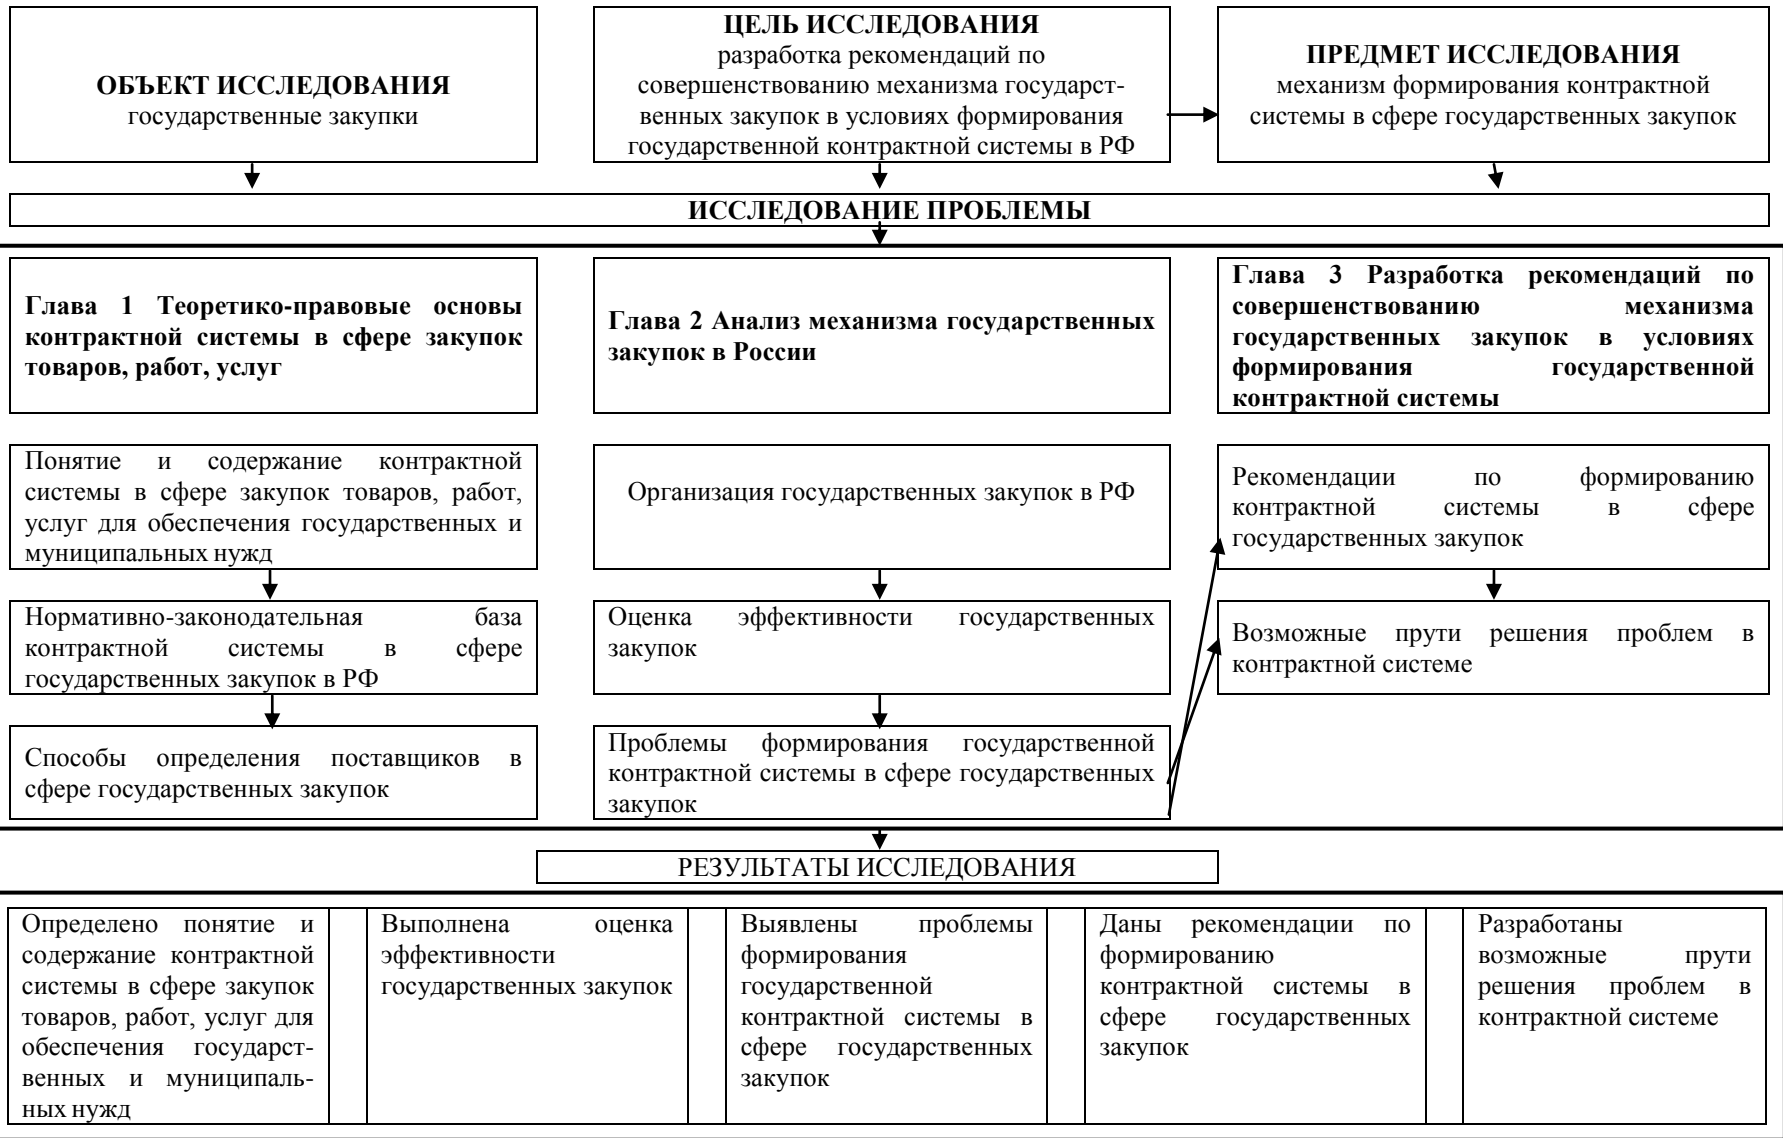 ОБЪЕКТ ИССЛЕДОВАНИЯ
государственные закупки
ЦЕЛЬ ИССЛЕДОВАНИЯ
разработка рекомендаций по
совершенствованию механизма государст-
венных закупок в условиях формирования
государственной контрактной системы в РФ
ПРЕДМЕТ ИССЛЕДОВАНИЯ
механизм формирования контрактной
системы в сфере государственных закупок
ИССЛЕДОВАНИЕ ПРОБЛЕМЫ
Глава 1 Теоретико-правовые основы
контрактной системы в сфере закупок
товаров, работ, услуг
Глава 2 Анализ механизма государственных
закупок в России
Глава 3 Разработка рекомендаций по
совершенствованию механизма
государственных закупок в условиях
формирования государственной
контрактной системы
Понятие и содержание контрактной
системы в сфере закупок товаров, работ,
услуг для обеспечения государственных и
муниципальных нужд
Организация государственных закупок в РФ
Рекомендации по формированию
контрактной системы в сфере
государственных закупок
Нормативно-законодательная база
контрактной системы в сфере
государственных закупок в РФ
Оценка эффективности государственных
закупок
Возможные прути решения проблем в
контрактной системе
Способы определения поставщиков в
сфере государственных закупок
Проблемы формирования государственной
контрактной системы в сфере государственных
закупок
РЕЗУЛЬТАТЫ ИССЛЕДОВАНИЯ
Определено понятие и
содержание контрактной
системы в сфере закупок
товаров, работ, услуг для
обеспечения государст-
венных и муниципаль-
ных нужд
Выполнена оценка
эффективности
государственных закупок
Выявлены проблемы
формирования
государственной
контрактной системы в
сфере государственных
закупок
Даны рекомендации по
формированию
контрактной системы в
сфере государственных
закупок
Разработаны
возможные прути
решения проблем в
контрактной системе